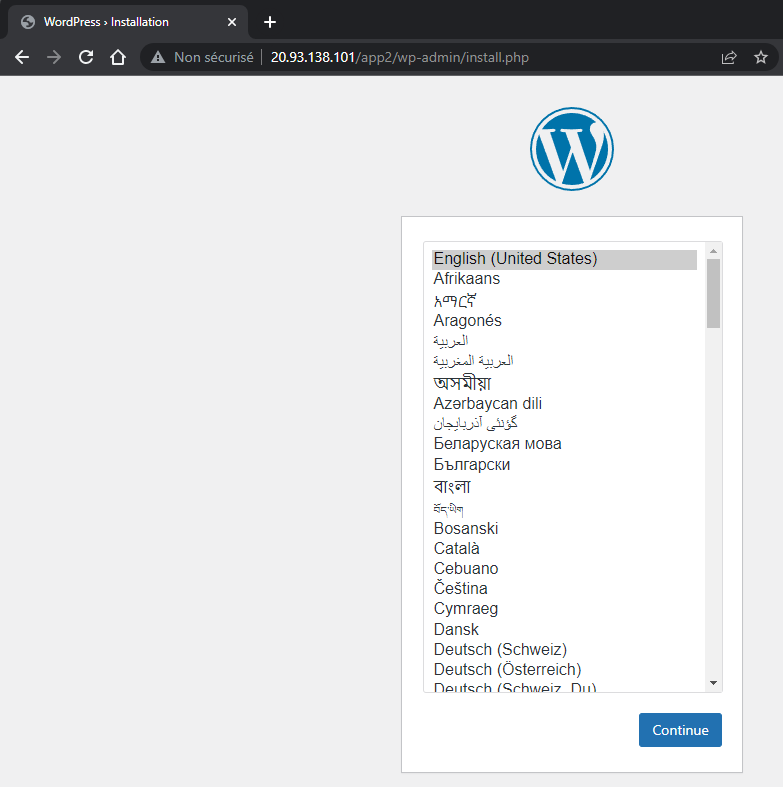 WordPress › Installation
Non sécurisé | 20.93.138.101/app2/wp-admin/install.php
English (United States)
Afrikaans
አማርኛ
Aragonés
العربية
العربية المغربية
অসমীয়া
Azərbaycan dili
گؤنئی آذربایجان
Беларуская мова
Български
বাংলা
བོད་ཡིག
Bosanski
Català
Cebuano
Čeština
Cymraeg
Dansk
Deutsch (Schweiz)
Deutsch (Österreich)
Deutsch (Schweiz, Du)
Continue